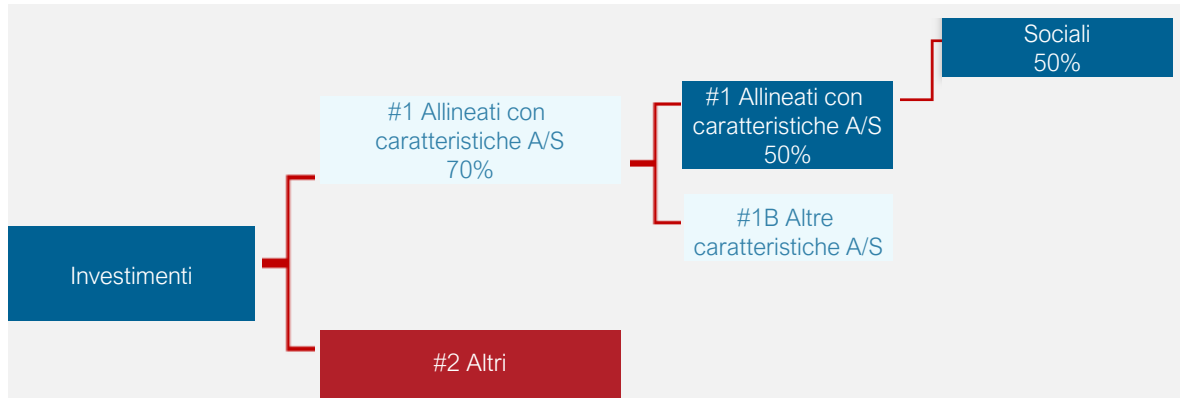 Sociali
50%
#1 Allineati con
caratteristiche A/S
70%
#1 Allineati con
caratteristiche A/S
50%
#1B Altre
caratteristiche A/S
Investimenti
#2 Altri